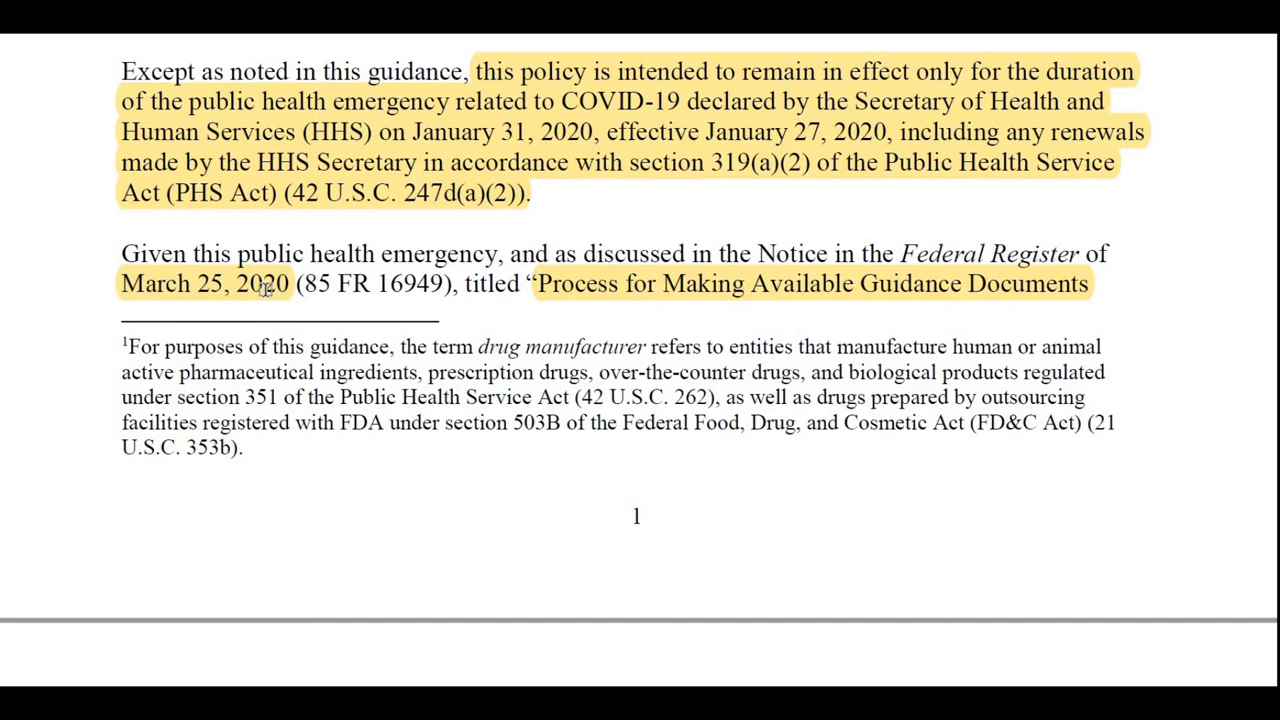 Except as noted in this guidance, this policy is intended to remain in effect only for the duration
of the public health emergency related to COVID-19 declared by the Secretary of Health and
Human Services (HHS) on January 31, 2020, effective January 27, 2020, including any renewals
made by the HHS Secretary in accordance with section 319(a)(2) of the Public Health Service
Act (PHS Act) (42 U.S.C. 247d(a)(2)).
Given this public health emergency, and as discussed in the Notice in the Federal Register of
March 25, 2020 (85 FR 16949), titled “Process for Making Available Guidance Documents
1For purposes of this guidance, the term drug manufacturer refers to entities that manufacture human or animal
active pharmaceutical ingredients, prescription drugs, over-the-counter drugs, and biological products regulated
under section 351 of the Public Health Service Act (42 U.S.C. 262), as well as drugs prepared by outsourcing
facilities registered with FDA under section 503B of the Federal Food, Drug, and Cosmetic Act (FD&C Act) (21
U.S.C. 353b).
1